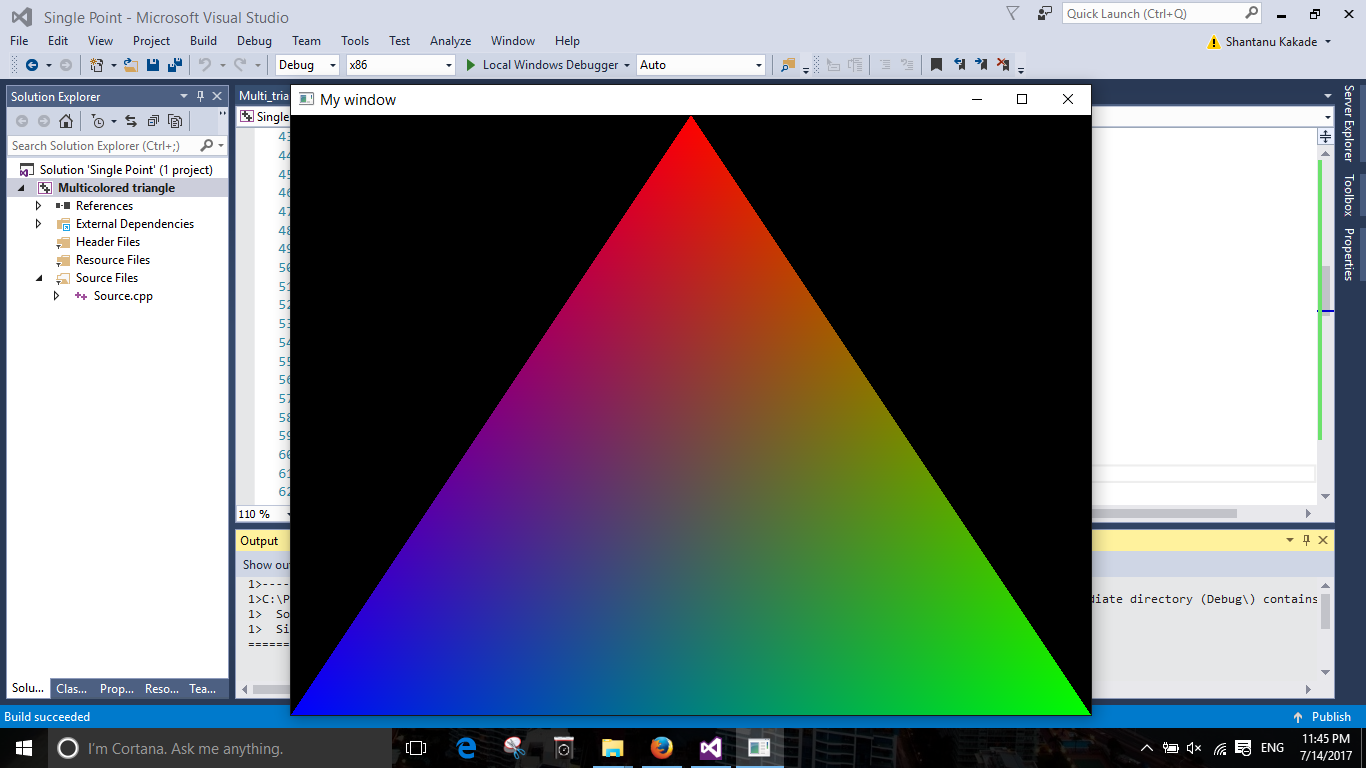 Single Point - Microsoft Visual Studio
Quick Launch (Ctrl+Q)
File Edit View Project Build Debug Team Tools Test Analyze Window Help
Shantanu Kakade
Debug x86 Local Windows Debugger Auto
Solution Explorer
Search Solution Explorer (Ctrl+;)
Solution 'Single Point' (1 project)
Multicolored triangle
References
External Dependencies
Header Files
Resource Files
Source Files
Source.cpp
Solu... Clas... Prop... Reso... Tea...
Multi_tria
Single
My window
43
44
45
46
47
48
49
50
51
52
53
54
55
56
57
58
59
60
61
62
110 %
Output
Show out
1>-----
1>C:\P
diate directory (Debug\) contains
1> So
1> Si
======
Server Explorer
Toolbox
Properties
Build succeeded
Publish
I'm Cortana. Ask me anything.
ENG
11:45 PM
7/14/2017